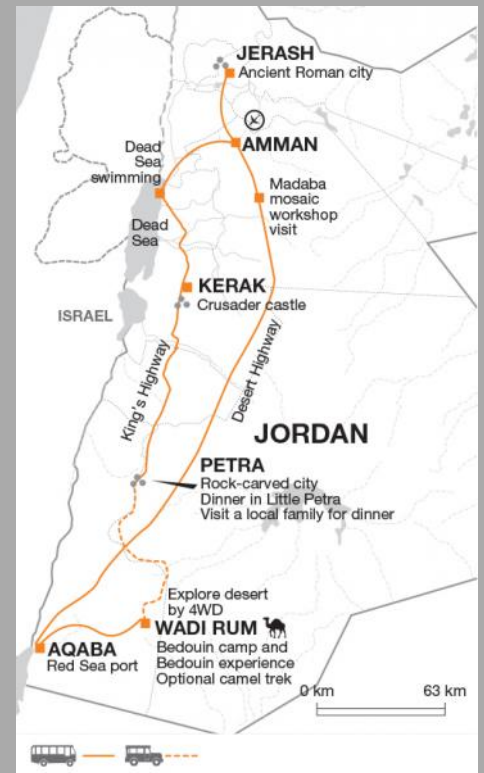 JERASH
Ancient Roman city
AMMAN
Dead
Sea
swimming
Madaba
mosaic
workshop
visit
Dead
Sea
KERAK
Crusader castle
ISRAEL
King's Highway
Desert Highway
JORDAN
PETRA
Rock-carved city
Dinner in Little Petra
Visit a local family for dinner
Explore desert
by 4WD
WADI RUM
Bedouin camp and
Bedouin experience
Optional camel trek
AQABA
Red Sea port
0 km
63 km